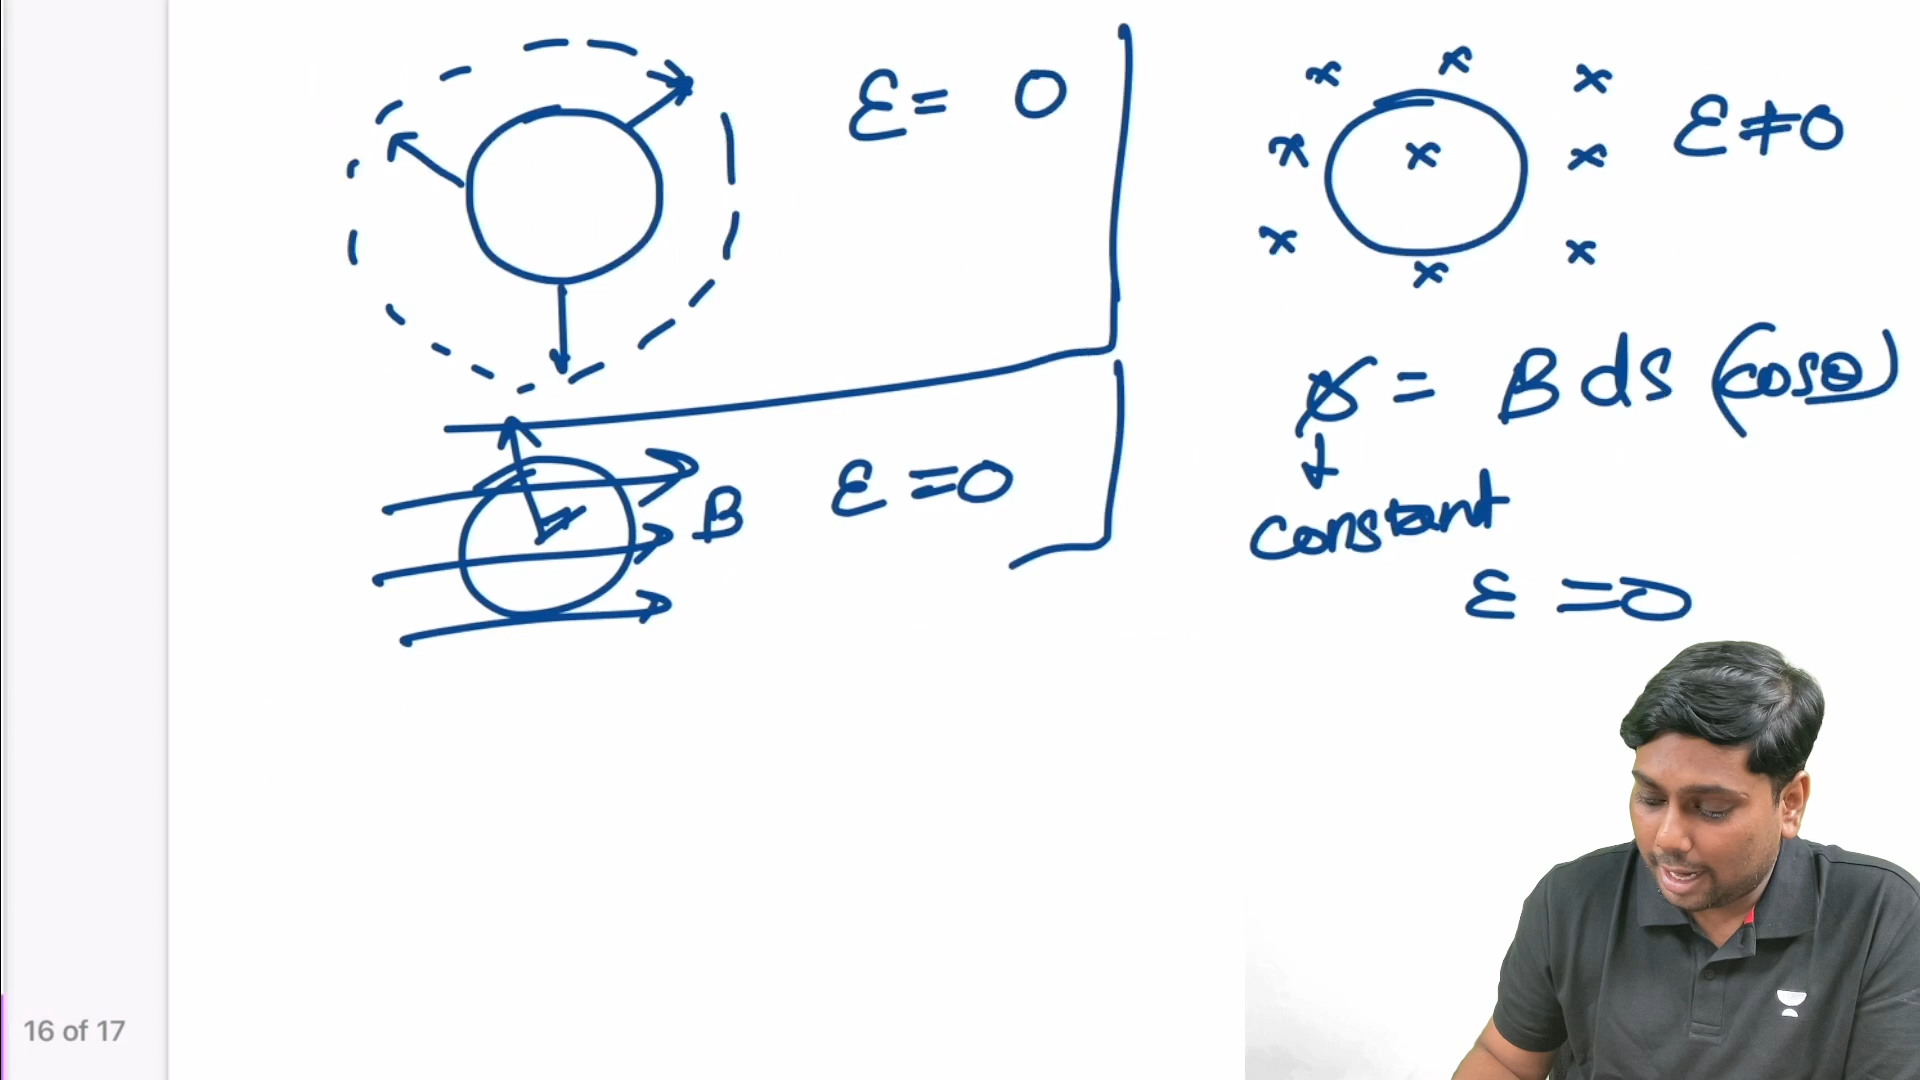 ε = 0
x x x
x x x
x x
x
ε ≠ 0
ϕ = B ds (cosθ)
constant
ε = 0
B
ε = 0
16 of 17